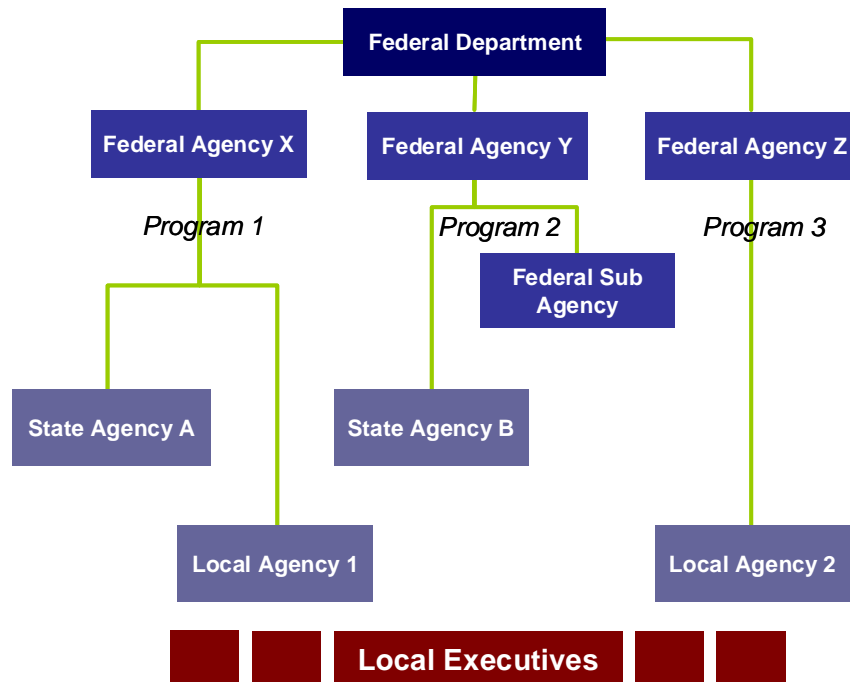 Federal Department
Federal Agency X
Federal Agency Y
Federal Agency Z
Program 1
Program 2
Program 3
Federal Sub
Agency
State Agency A
State Agency B
Local Agency 1
Local Agency 2
Local Executives